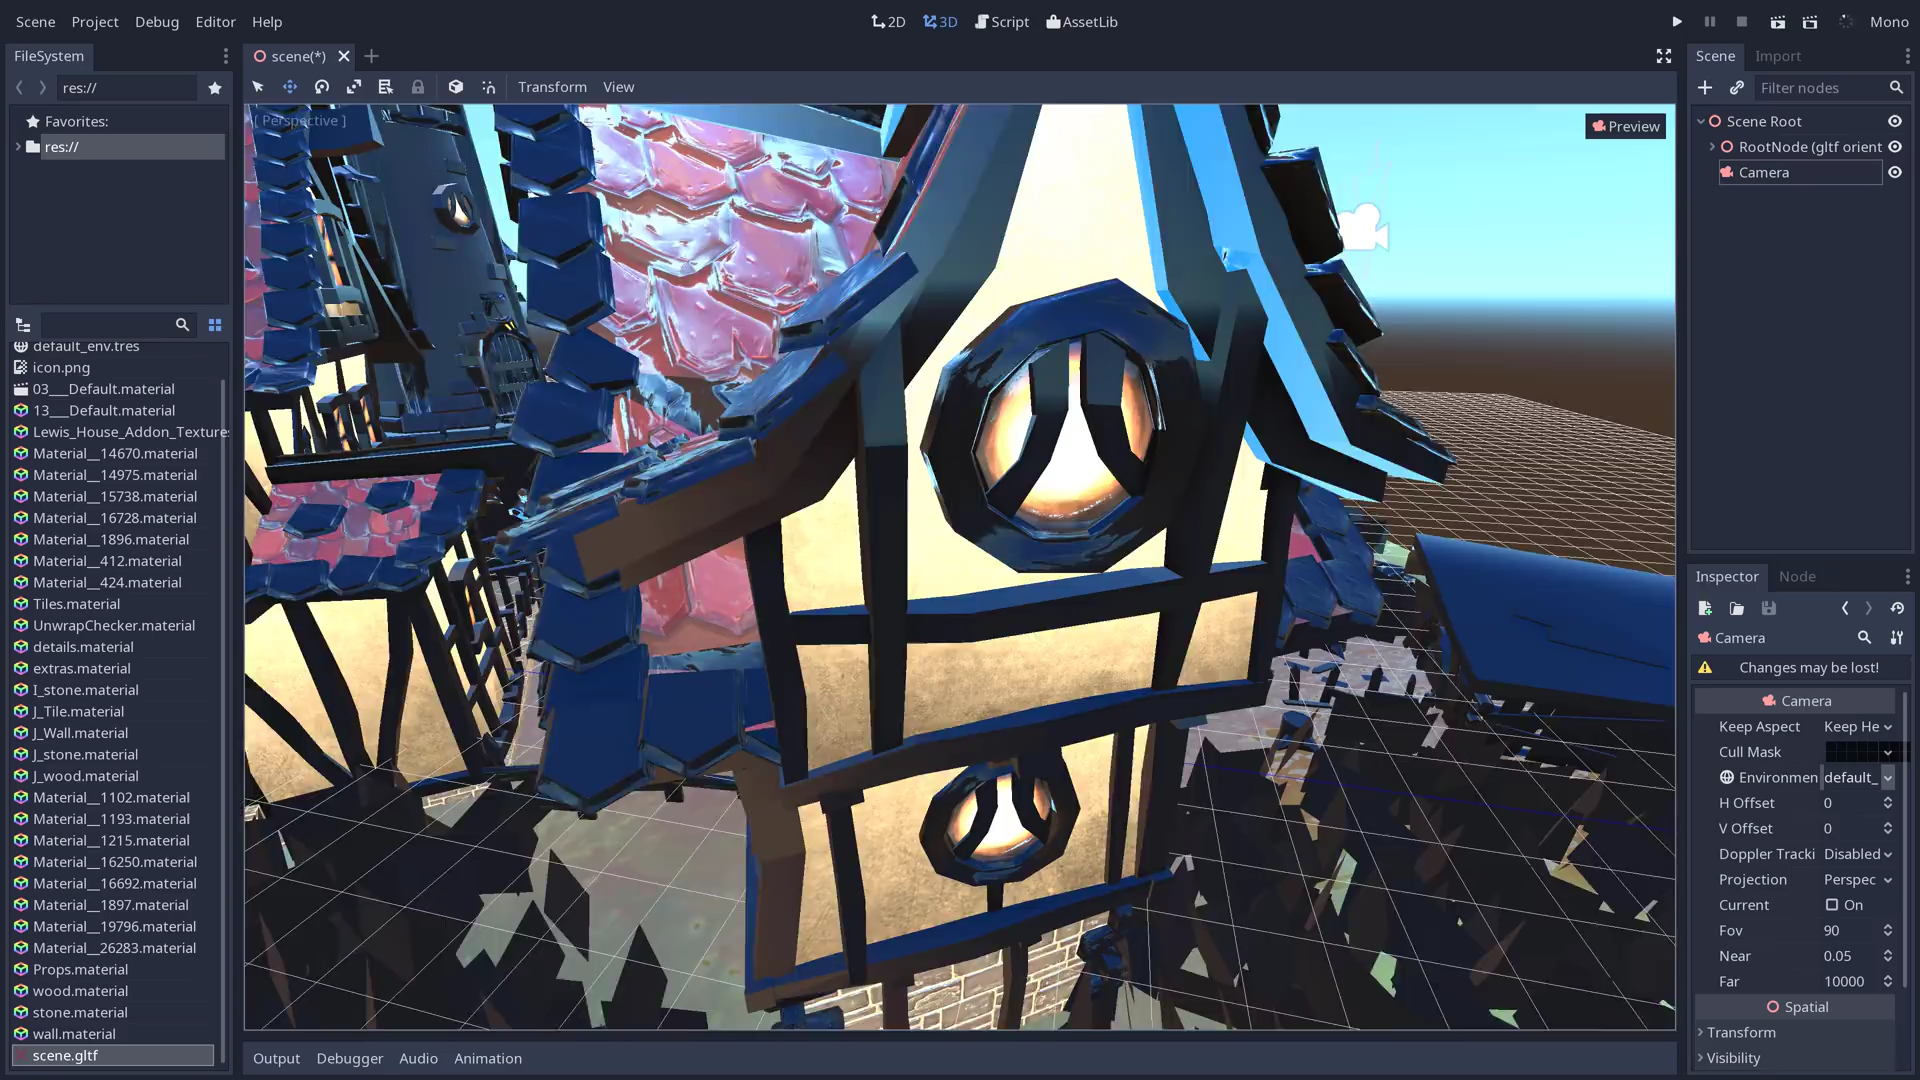 Scene Project Debug Editor Help
2D 3D Script AssetLib
Mono
FileSystem
res://
Favorites:
res://
default_env.tres
icon.png
03___Default.material
13___Default.material
Lewis_House_Addon_Textures
Material__14670.material
Material__14975.material
Material__15738.material
Material__16728.material
Material__1896.material
Material__412.material
Material__424.material
Tiles.material
UnwrapChecker.material
details.material
extras.material
I_stone.material
J_Tile.material
J_Wall.material
J_stone.material
J_wood.material
Material__1102.material
Material__1193.material
Material__1215.material
Material__16250.material
Material__16692.material
Material__1897.material
Material__19796.material
Material__26283.material
Props.material
wood.material
stone.material
wall.material
scene.gltf
scene(*)
Transform View
[ Perspective ]
Preview
Output Debugger Audio Animation
Scene Import
Filter nodes
Scene Root
RootNode (gltf orient
Camera
Inspector Node
Camera
Changes may be lost!
Camera
Keep Aspect Keep He
Cull Mask
Environmen default_
H Offset 0
V Offset 0
Doppler Tracki Disabled
Projection Perspec
Current On
Fov 90
Near 0.05
Far 10000
Spatial
Transform
Visibility